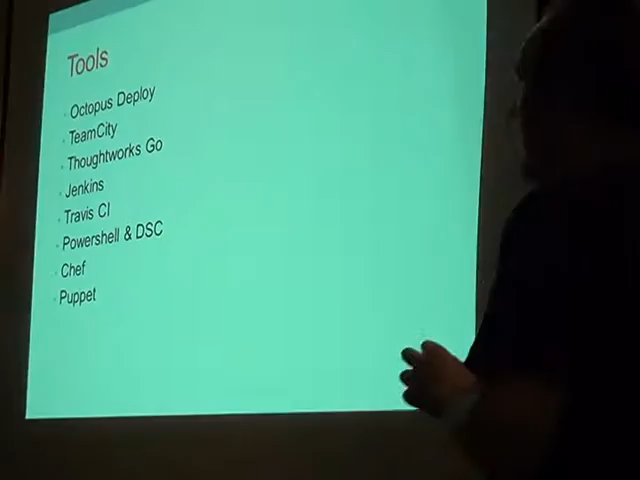 Tools
Octopus Deploy
TeamCity
Thoughtworks Go
Jenkins
Travis CI
Powershell & DSC
Chef
Puppet